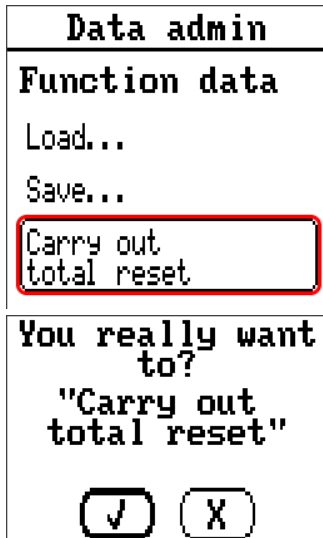 Data admin
Function data
Load...
Save...
Carry out
total reset
You really want
to?
"Carry out
total reset"
√ X